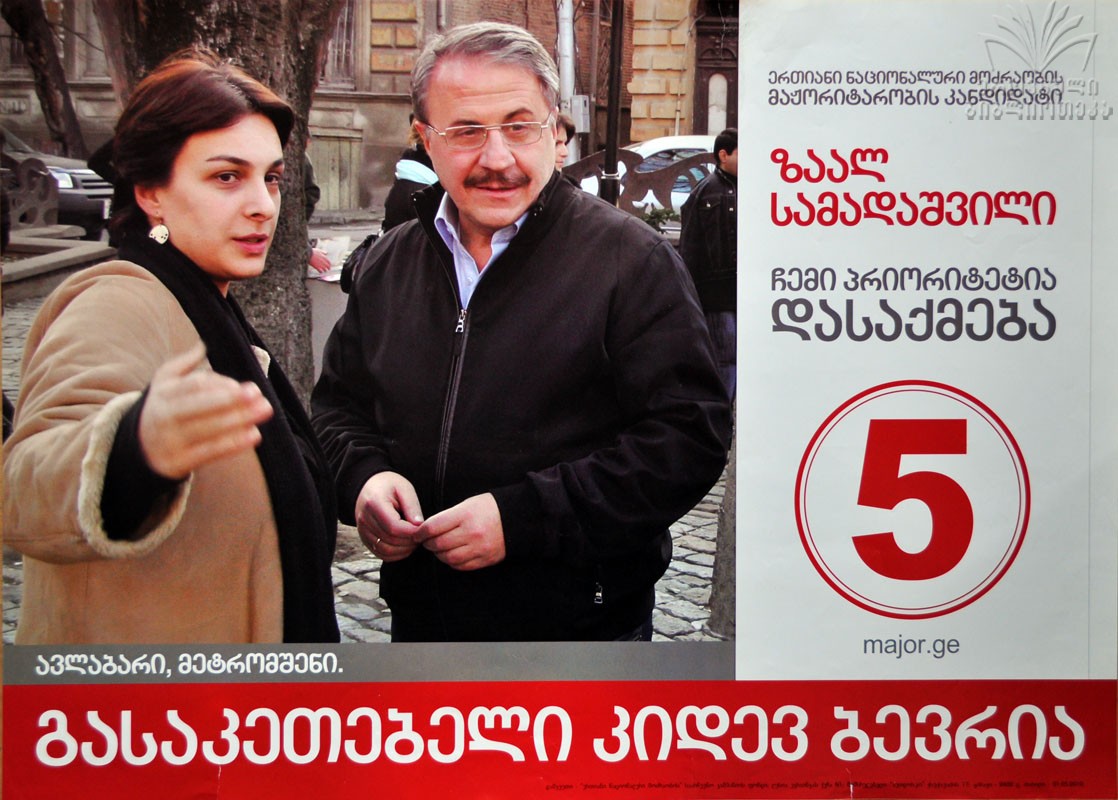 ერთიანი ნაციონალური მოძრაობის
მაჟორიტარობის კანდიდატი
ზაალ
სამადაშვილი
ჩემი პრიორიტეტია
დასაქმება
5
major.ge
ავლაბარი, მეტრომშენი.
გასაკეთებელი კიდევ ბევრია